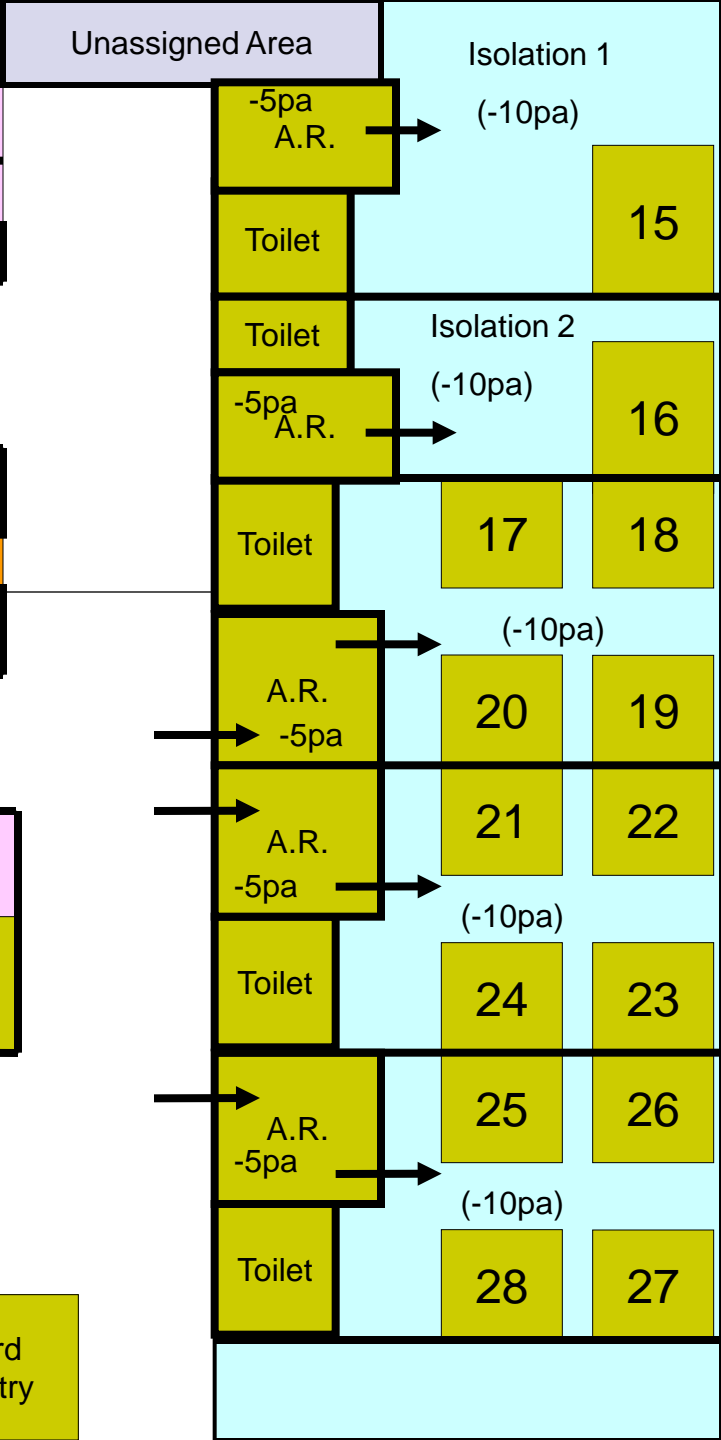 Unassigned Area
Isolation 1
(-10pa)
-5pa
A.R.
Toilet
15
Toilet
Isolation 2
(-10pa)
-5pa
A.R.
16
Toilet
17
18
(-10pa)
A.R.
-5pa
20
19
A.R.
-5pa
21
22
(-10pa)
Toilet
24
23
A.R.
-5pa
25
26
(-10pa)
Toilet
28
27
rd
try